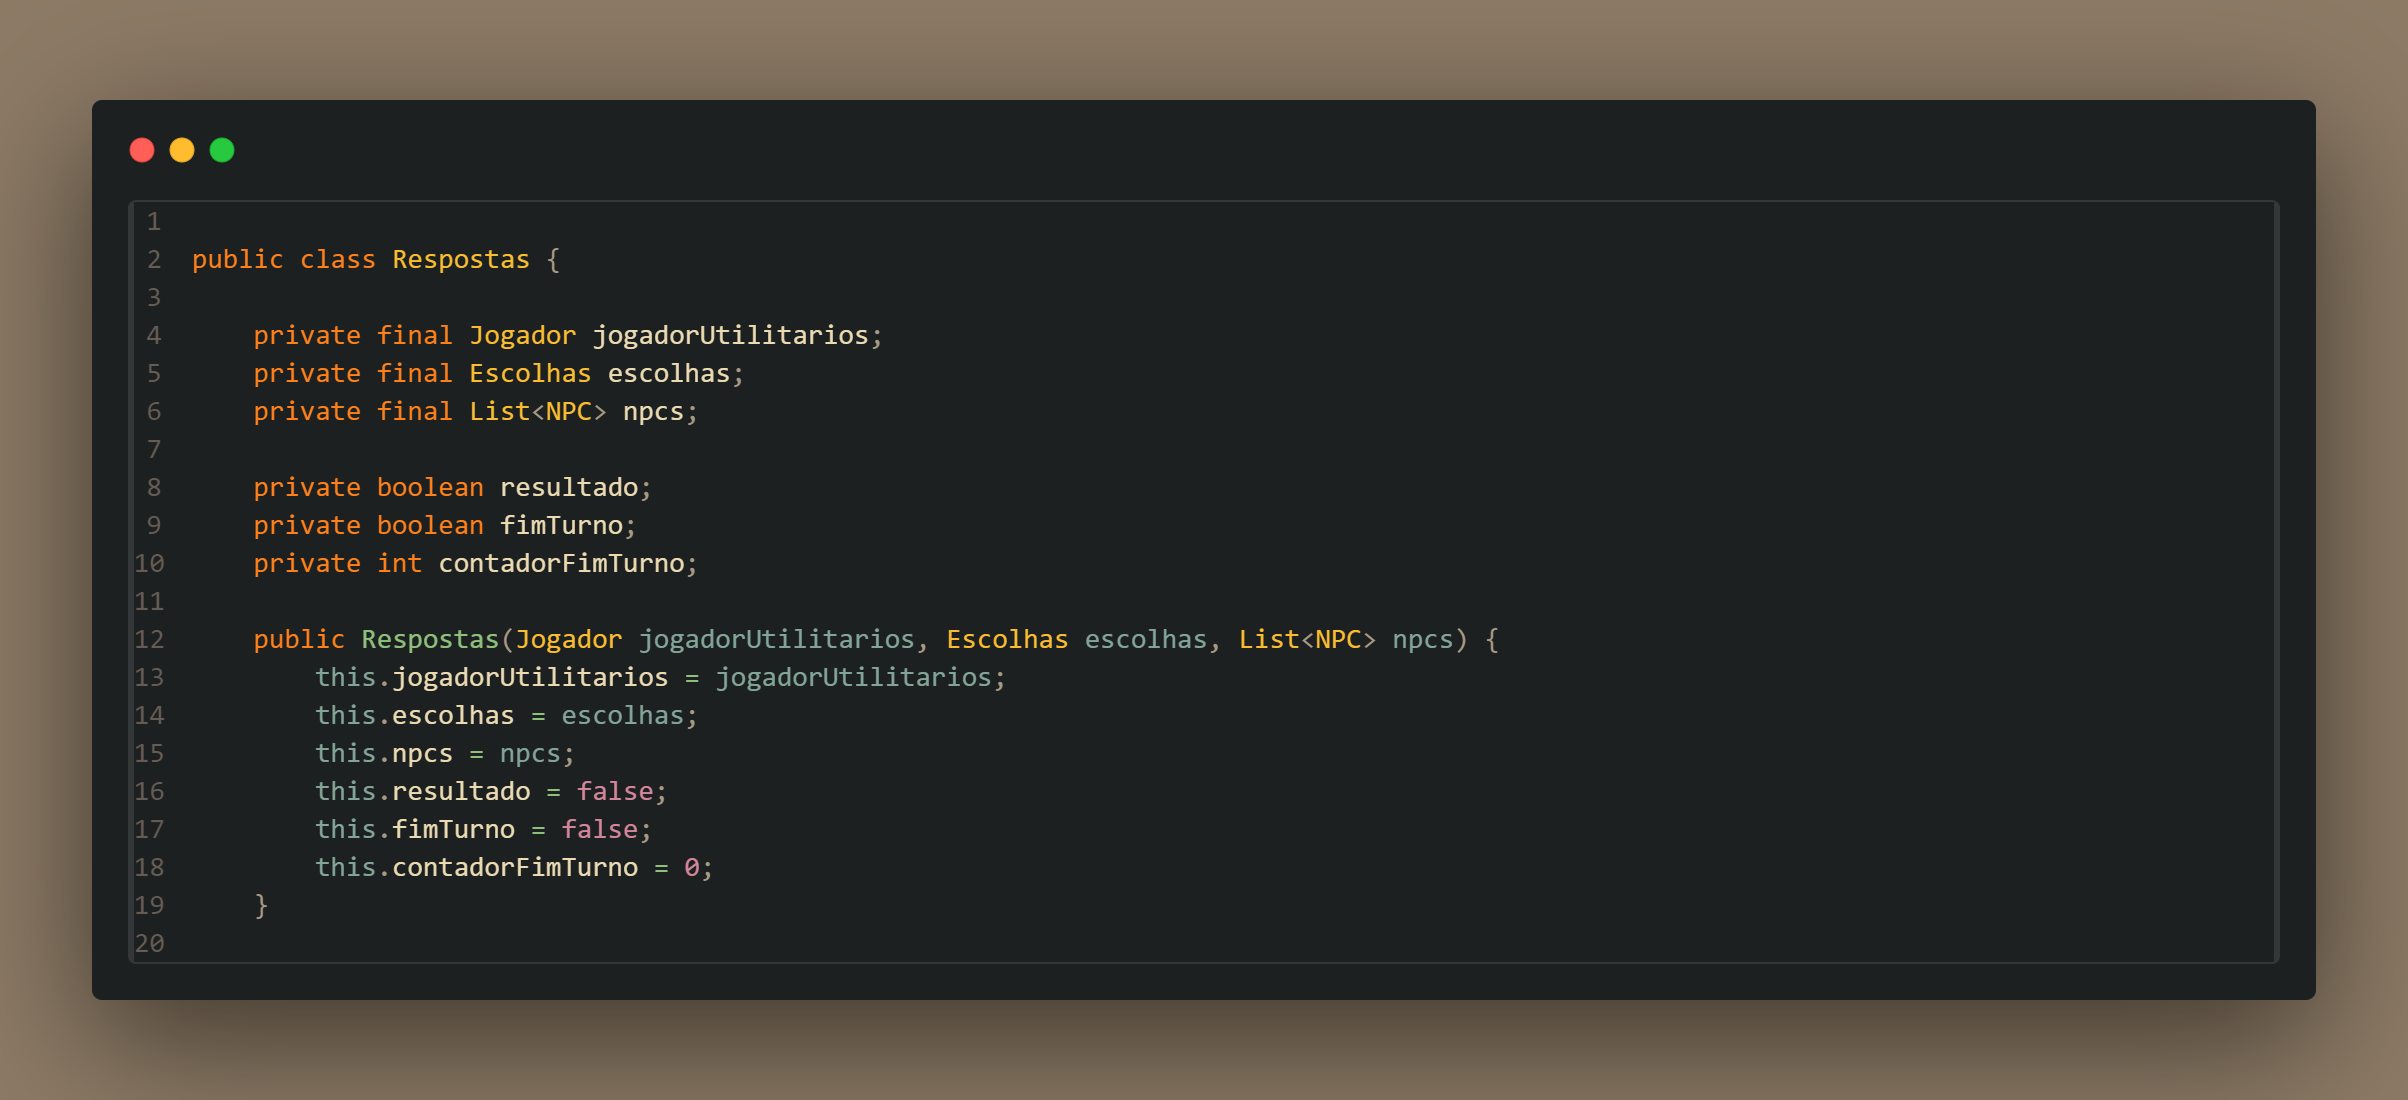 1
2 public class Respostas {
3
4     private final Jogador jogadorUtilitarios;
5     private final Escolhas escolhas;
6     private final List<NPC> npcs;
7
8     private boolean resultado;
9     private boolean fimTurno;
10     private int contadorFimTurno;
11
12     public Respostas(Jogador jogadorUtilitarios, Escolhas escolhas, List<NPC> npcs) {
13         this.jogadorUtilitarios = jogadorUtilitarios;
14         this.escolhas = escolhas;
15         this.npcs = npcs;
16         this.resultado = false;
17         this.fimTurno = false;
18         this.contadorFimTurno = 0;
19     }
20